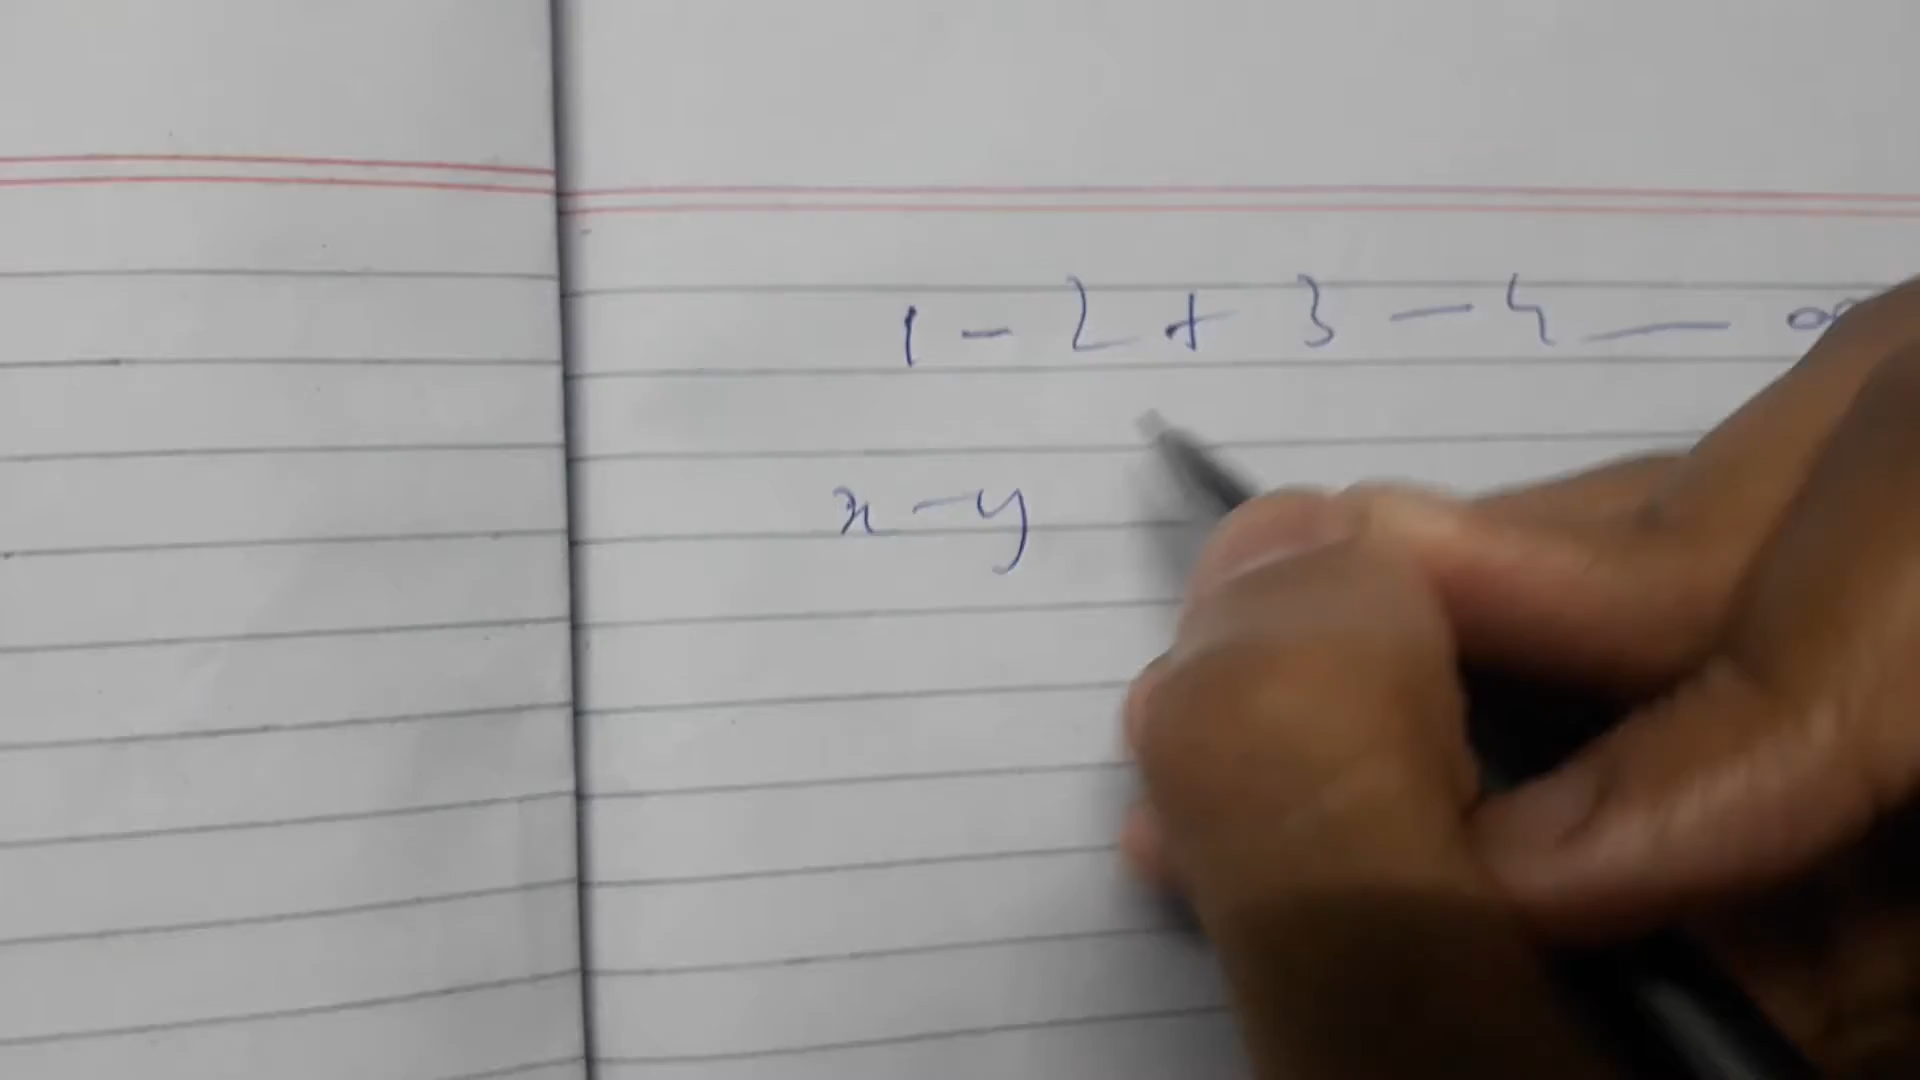 1 - 2 + 3 - 4 — ∞
x - y